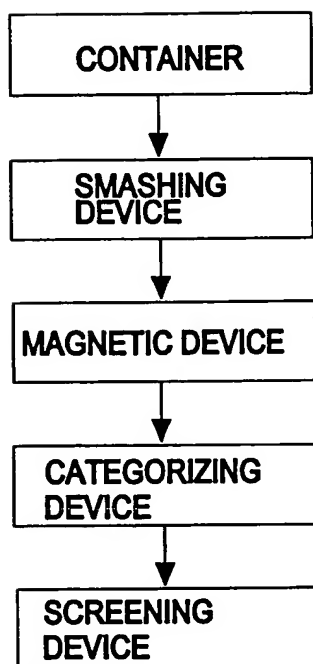 CONTAINER
SMASHING
DEVICE
MAGNETIC DEVICE
CATEGORIZING
DEVICE
SCREENING
DEVICE